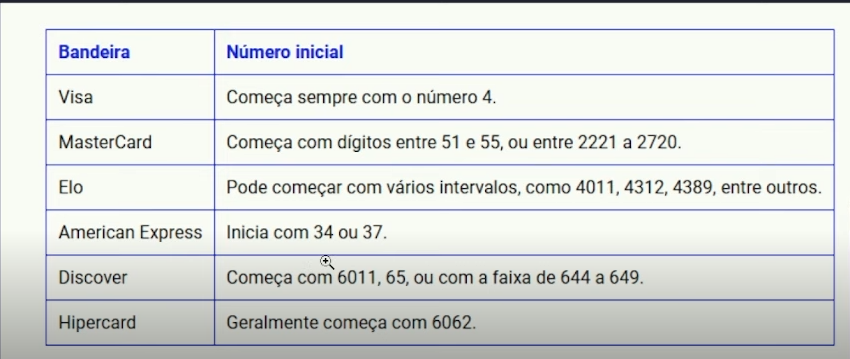 Bandeira Número inicial
Visa Começa sempre com o número 4.
MasterCard Começa com dígitos entre 51 e 55, ou entre 2221 a 2720.
Elo Pode começar com vários intervalos, como 4011, 4312, 4389, entre outros.
American Express Inicia com 34 ou 37.
Discover Começa com 6011, 65, ou com a faixa de 644 a 649.
Hipercard Geralmente começa com 6062.